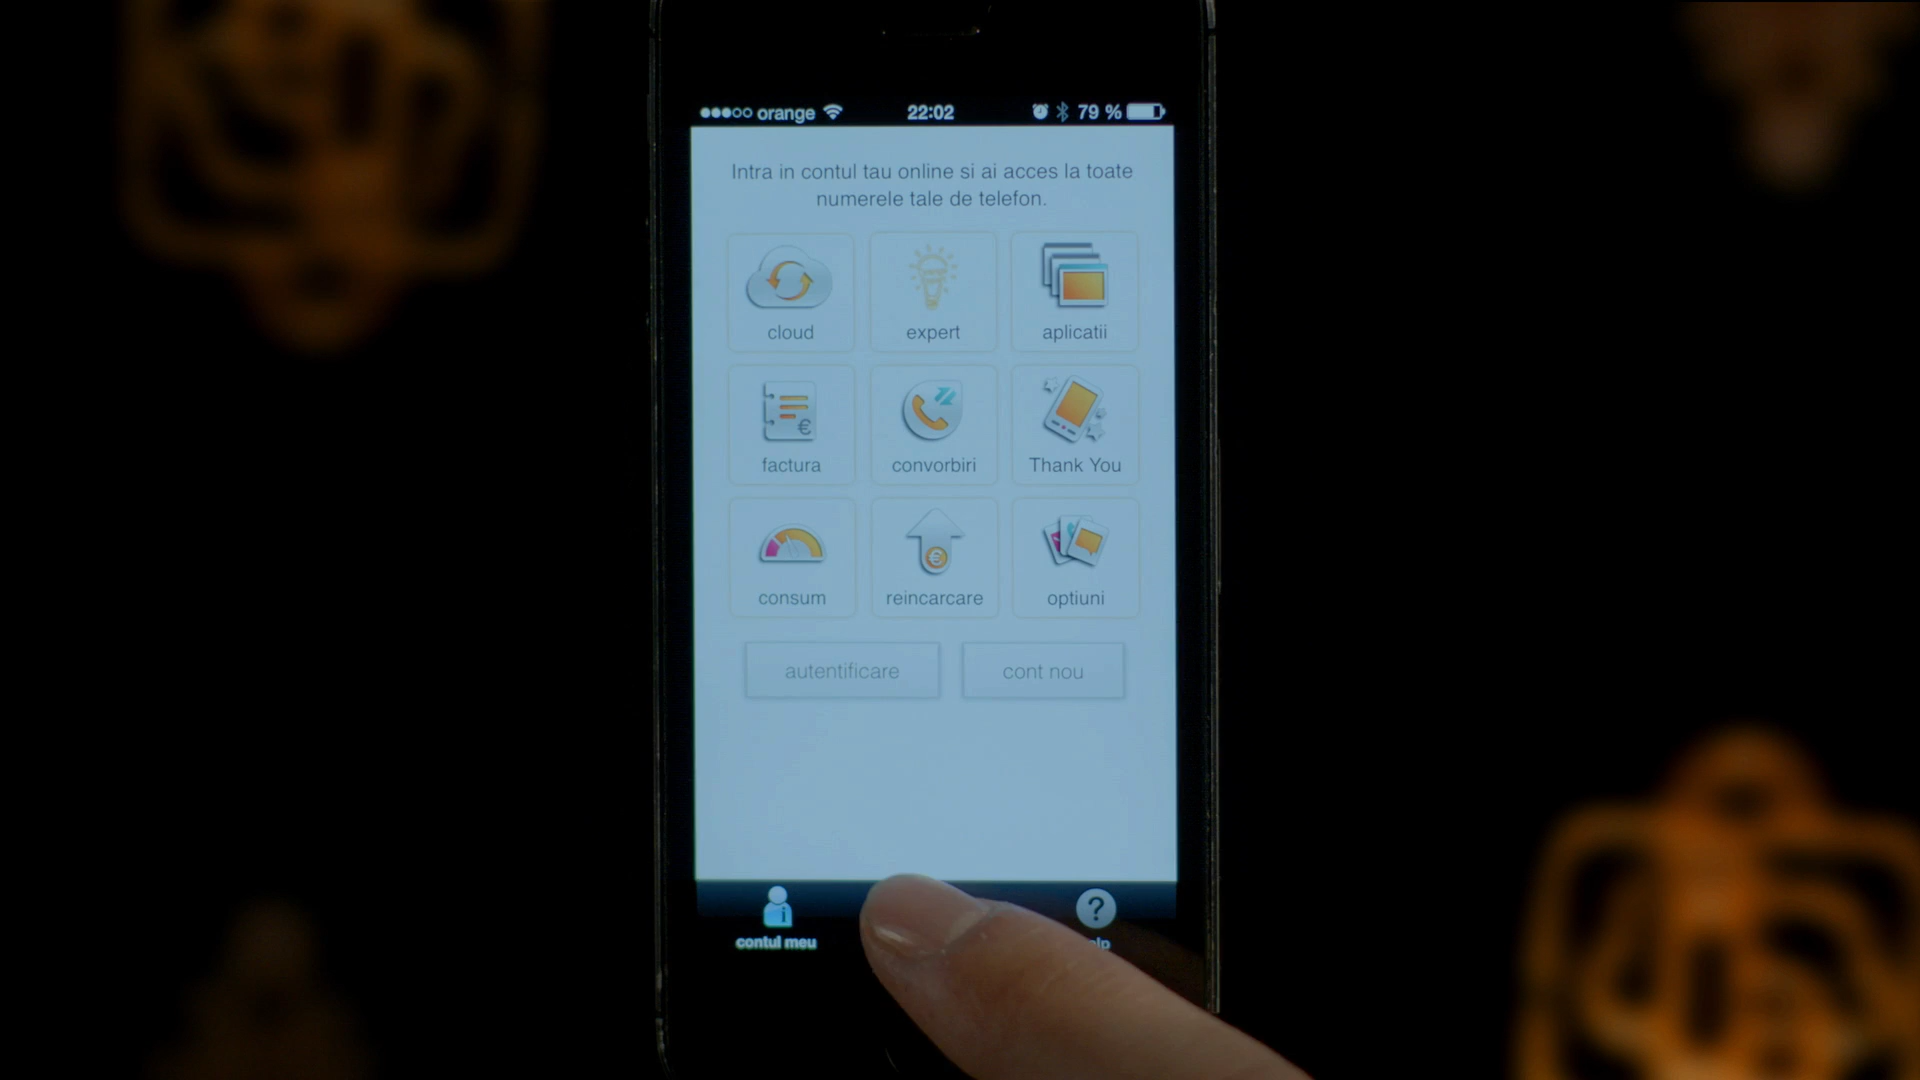 orange 22:02 79 %
Intra in contul tau online si ai acces la toate
numerele tale de telefon.
cloud expert aplicatii
factura convorbiri Thank You
consum reincarcare optiuni
autentificare cont nou
?
contul meu